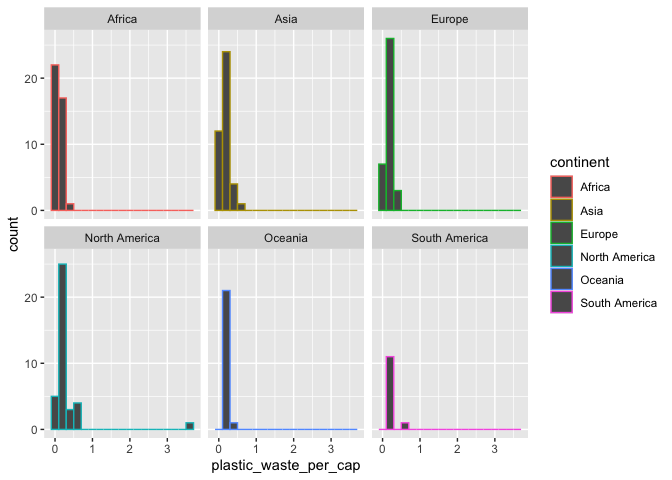 Africa
Asia
Europe
20
10
0
North America
Oceania
South America
20
10
0
0 1 2 3
0 1 2 3
0 1 2 3
plastic_waste_per_cap
count
continent
Africa
Asia
Europe
North America
Oceania
South America